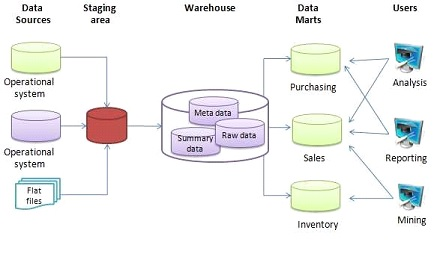 Data
Sources
Staging
area
Warehouse
Data
Marts
Users
Operational
system
Operational
system
Flat
files
Meta data
Summary
data
Raw data
Purchasing
Sales
Inventory
Analysis
Reporting
Mining